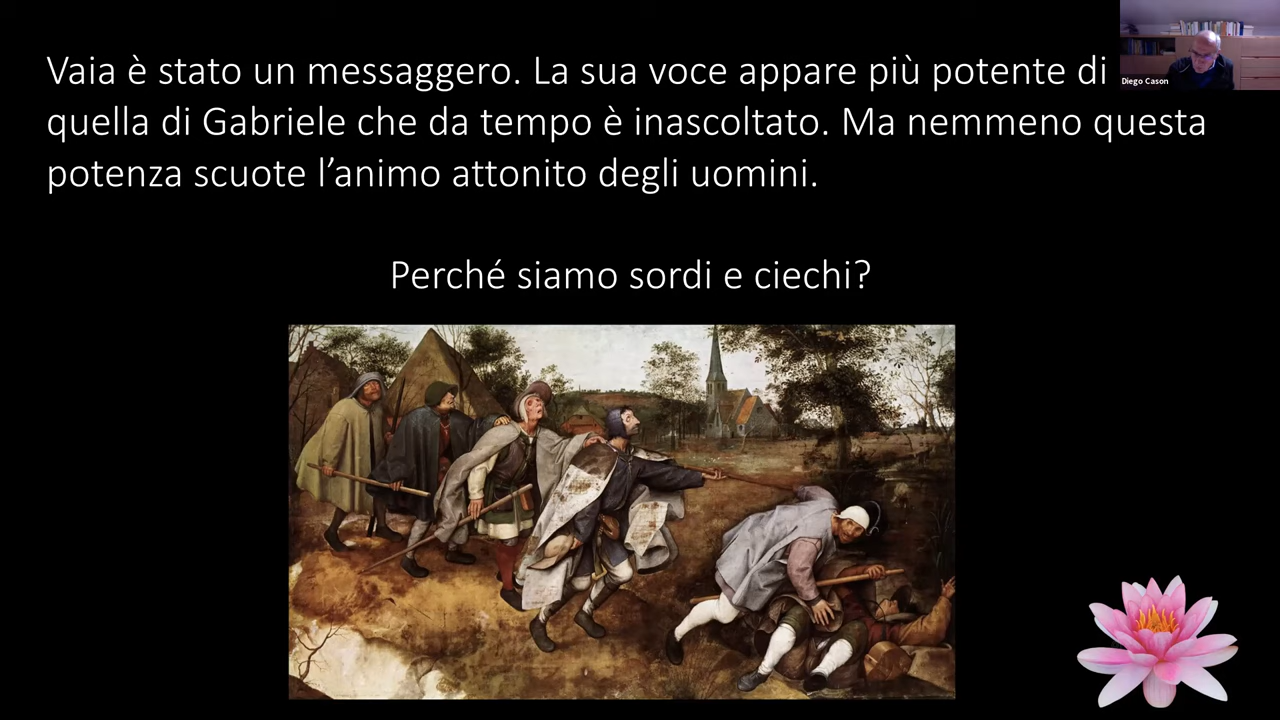 Vaia è stato un messaggero. La sua voce appare più potente di
quella di Gabriele che da tempo è inascoltato. Ma nemmeno questa
potenza scuote l’animo attonito degli uomini.
Perché siamo sordi e ciechi?
Diego Cason